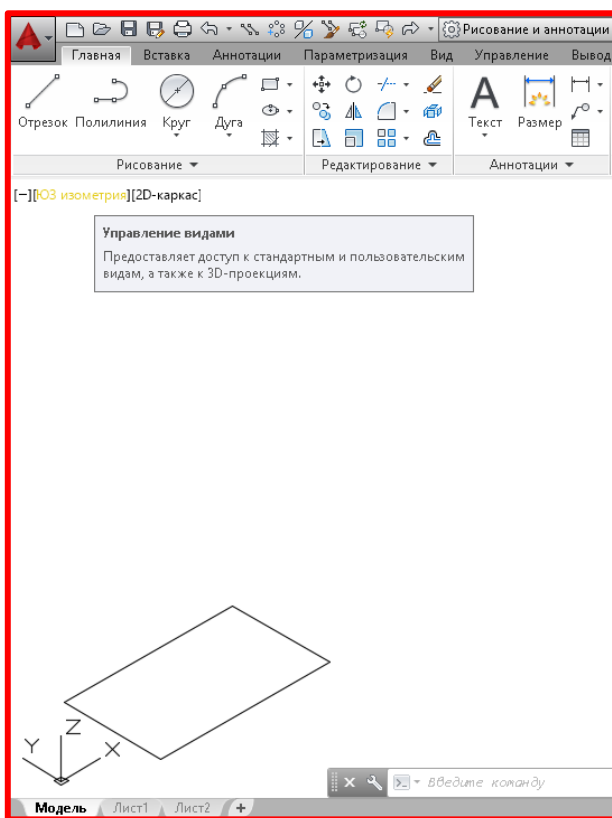 Рисование и аннотации
Главная Вставка Аннотации Параметризация Вид Управление Вывод
Отрезок Полилиния Круг Дуга Текст Размер
Рисование Редактирование Аннотации
[−][ЮЗ изометрия][2D-каркас]
Управление видами
Предоставляет доступ к стандартным и пользовательским
видам, а также к 3D-проекциям.
Z
Y
X
Введите команду
Модель Лист1 Лист2 +